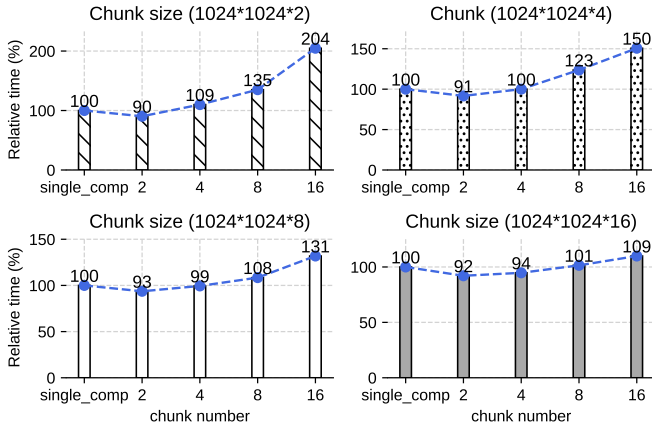 Chunk size (1024*1024*2)
Relative time (%)
200
100
0
100
90
109
135
204
single_comp 2 4 8 16
Chunk (1024*1024*4)
150
100
50
0
100
91
100
123
150
single_comp 2 4 8 16
Chunk size (1024*1024*8)
Relative time (%)
150
100
50
0
100
93
99
108
131
single_comp 2 4 8 16
chunk number
Chunk size (1024*1024*16)
100
50
0
100
92
94
101
109
single_comp 2 4 8 16
chunk number